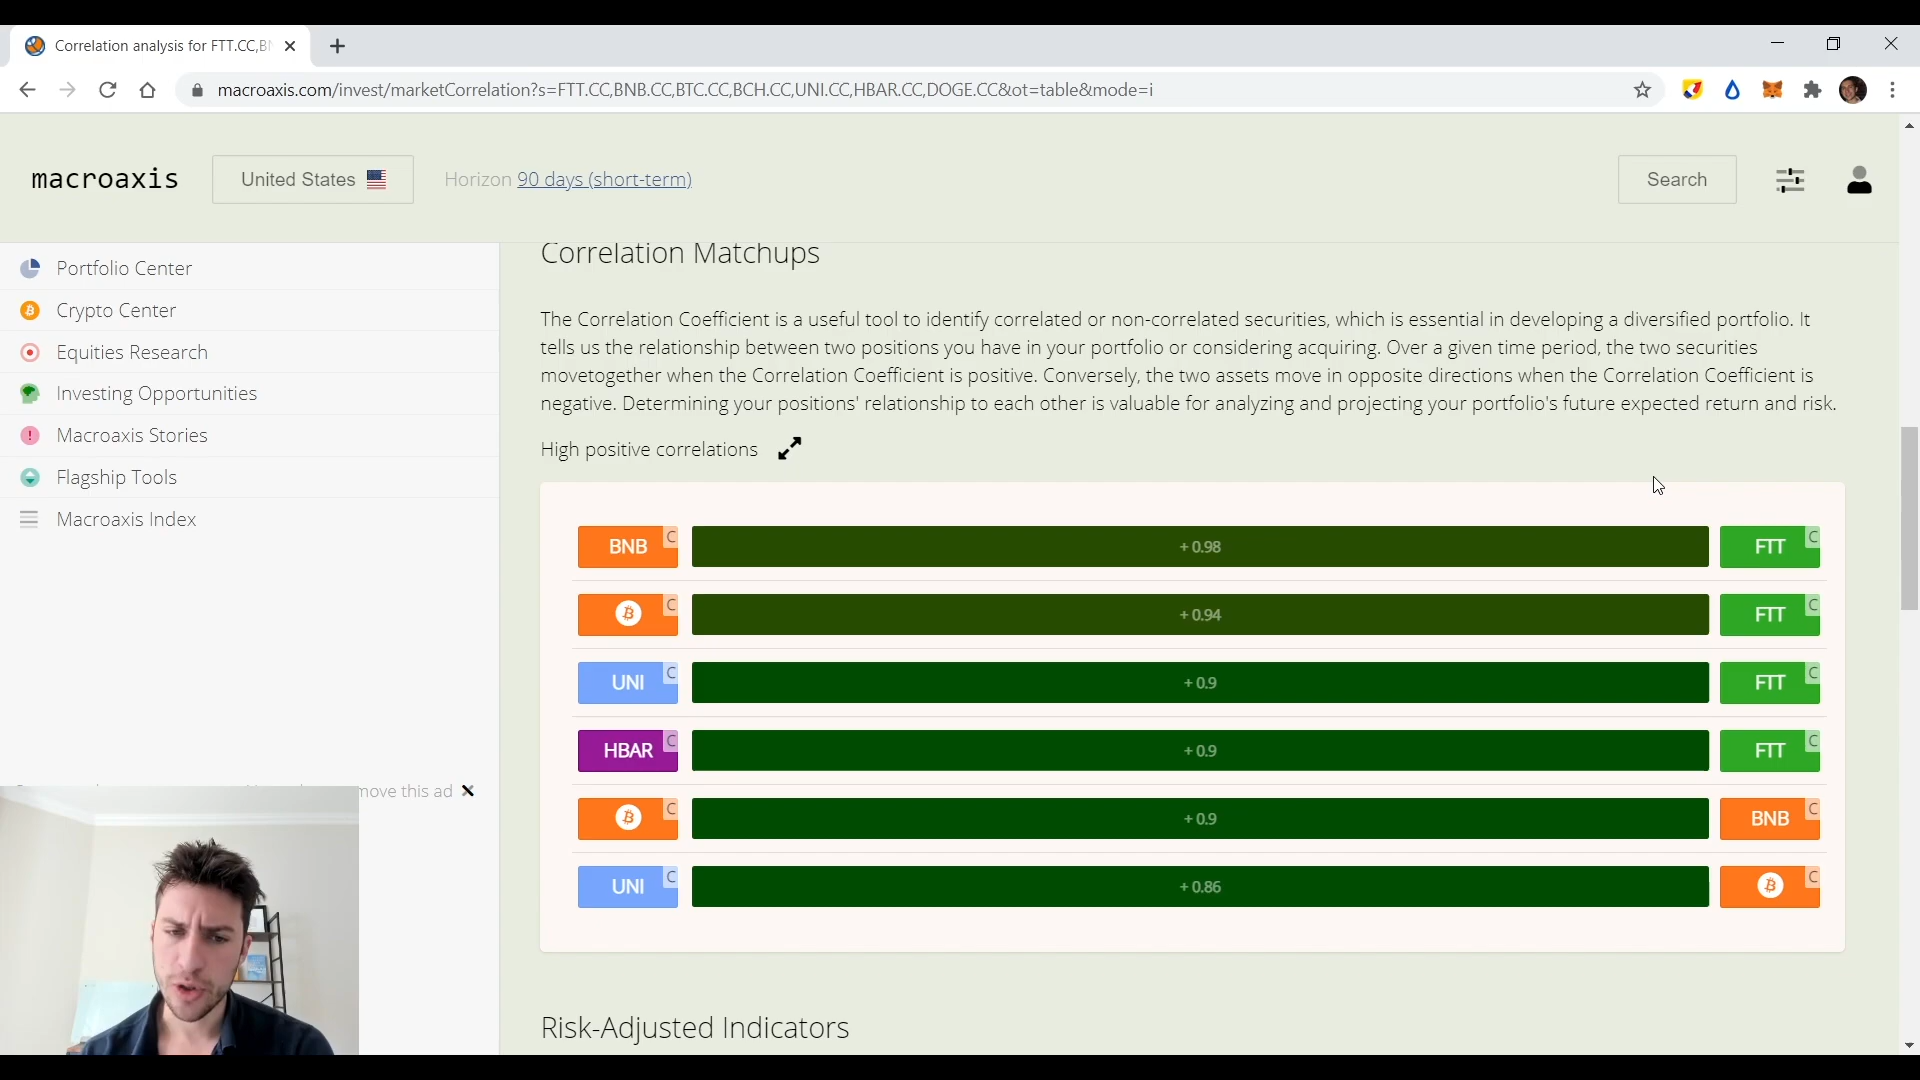 Correlation analysis for FTT.CC,BN
macroaxis.com/invest/marketCorrelation?s=FTT.CC,BNB.CC,BTC.CC,BCH.CC,UNI.CC,HBAR.CC,DOGE.CC&ot=table&mode=i
macroaxis
United States
Horizon 90 days (short-term)
Search
Portfolio Center
Crypto Center
Equities Research
Investing Opportunities
Macroaxis Stories
Flagship Tools
Macroaxis Index
move this ad
Correlation Matchups
The Correlation Coefficient is a useful tool to identify correlated or non-correlated securities, which is essential in developing a diversified portfolio. It
tells us the relationship between two positions you have in your portfolio or considering acquiring. Over a given time period, the two securities
movetogether when the Correlation Coefficient is positive. Conversely, the two assets move in opposite directions when the Correlation Coefficient is
negative. Determining your positions' relationship to each other is valuable for analyzing and projecting your portfolio's future expected return and risk.
High positive correlations
BNB C +0.98 FTT C
C +0.94 FTT C
UNI C +0.9 FTT C
HBAR C +0.9 FTT C
C +0.9 BNB C
UNI C +0.86 C
Risk-Adjusted Indicators